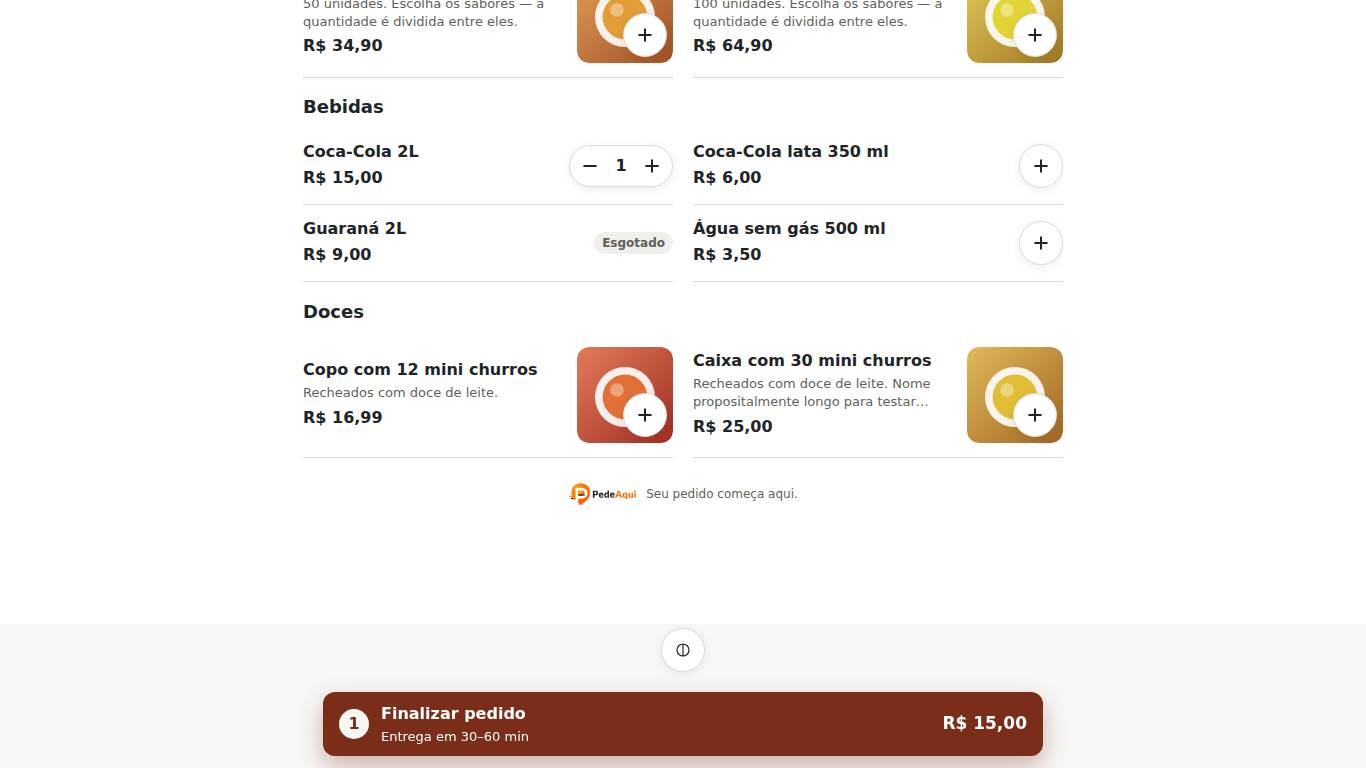 50 unidades. Escolha os sabores — a
quantidade é dividida entre eles.
R$ 34,90
100 unidades. Escolha os sabores — a
quantidade é dividida entre eles.
R$ 64,90
Bebidas
Coca-Cola 2L
R$ 15,00
1
Coca-Cola lata 350 ml
R$ 6,00
Guaraná 2L
R$ 9,00
Esgotado
Água sem gás 500 ml
R$ 3,50
Doces
Copo com 12 mini churros
Recheados com doce de leite.
R$ 16,99
Caixa com 30 mini churros
Recheados com doce de leite. Nome
propositalmente longo para testar…
R$ 25,00
PedeAqui Seu pedido começa aqui.
1
Finalizar pedido
Entrega em 30–60 min
R$ 15,00